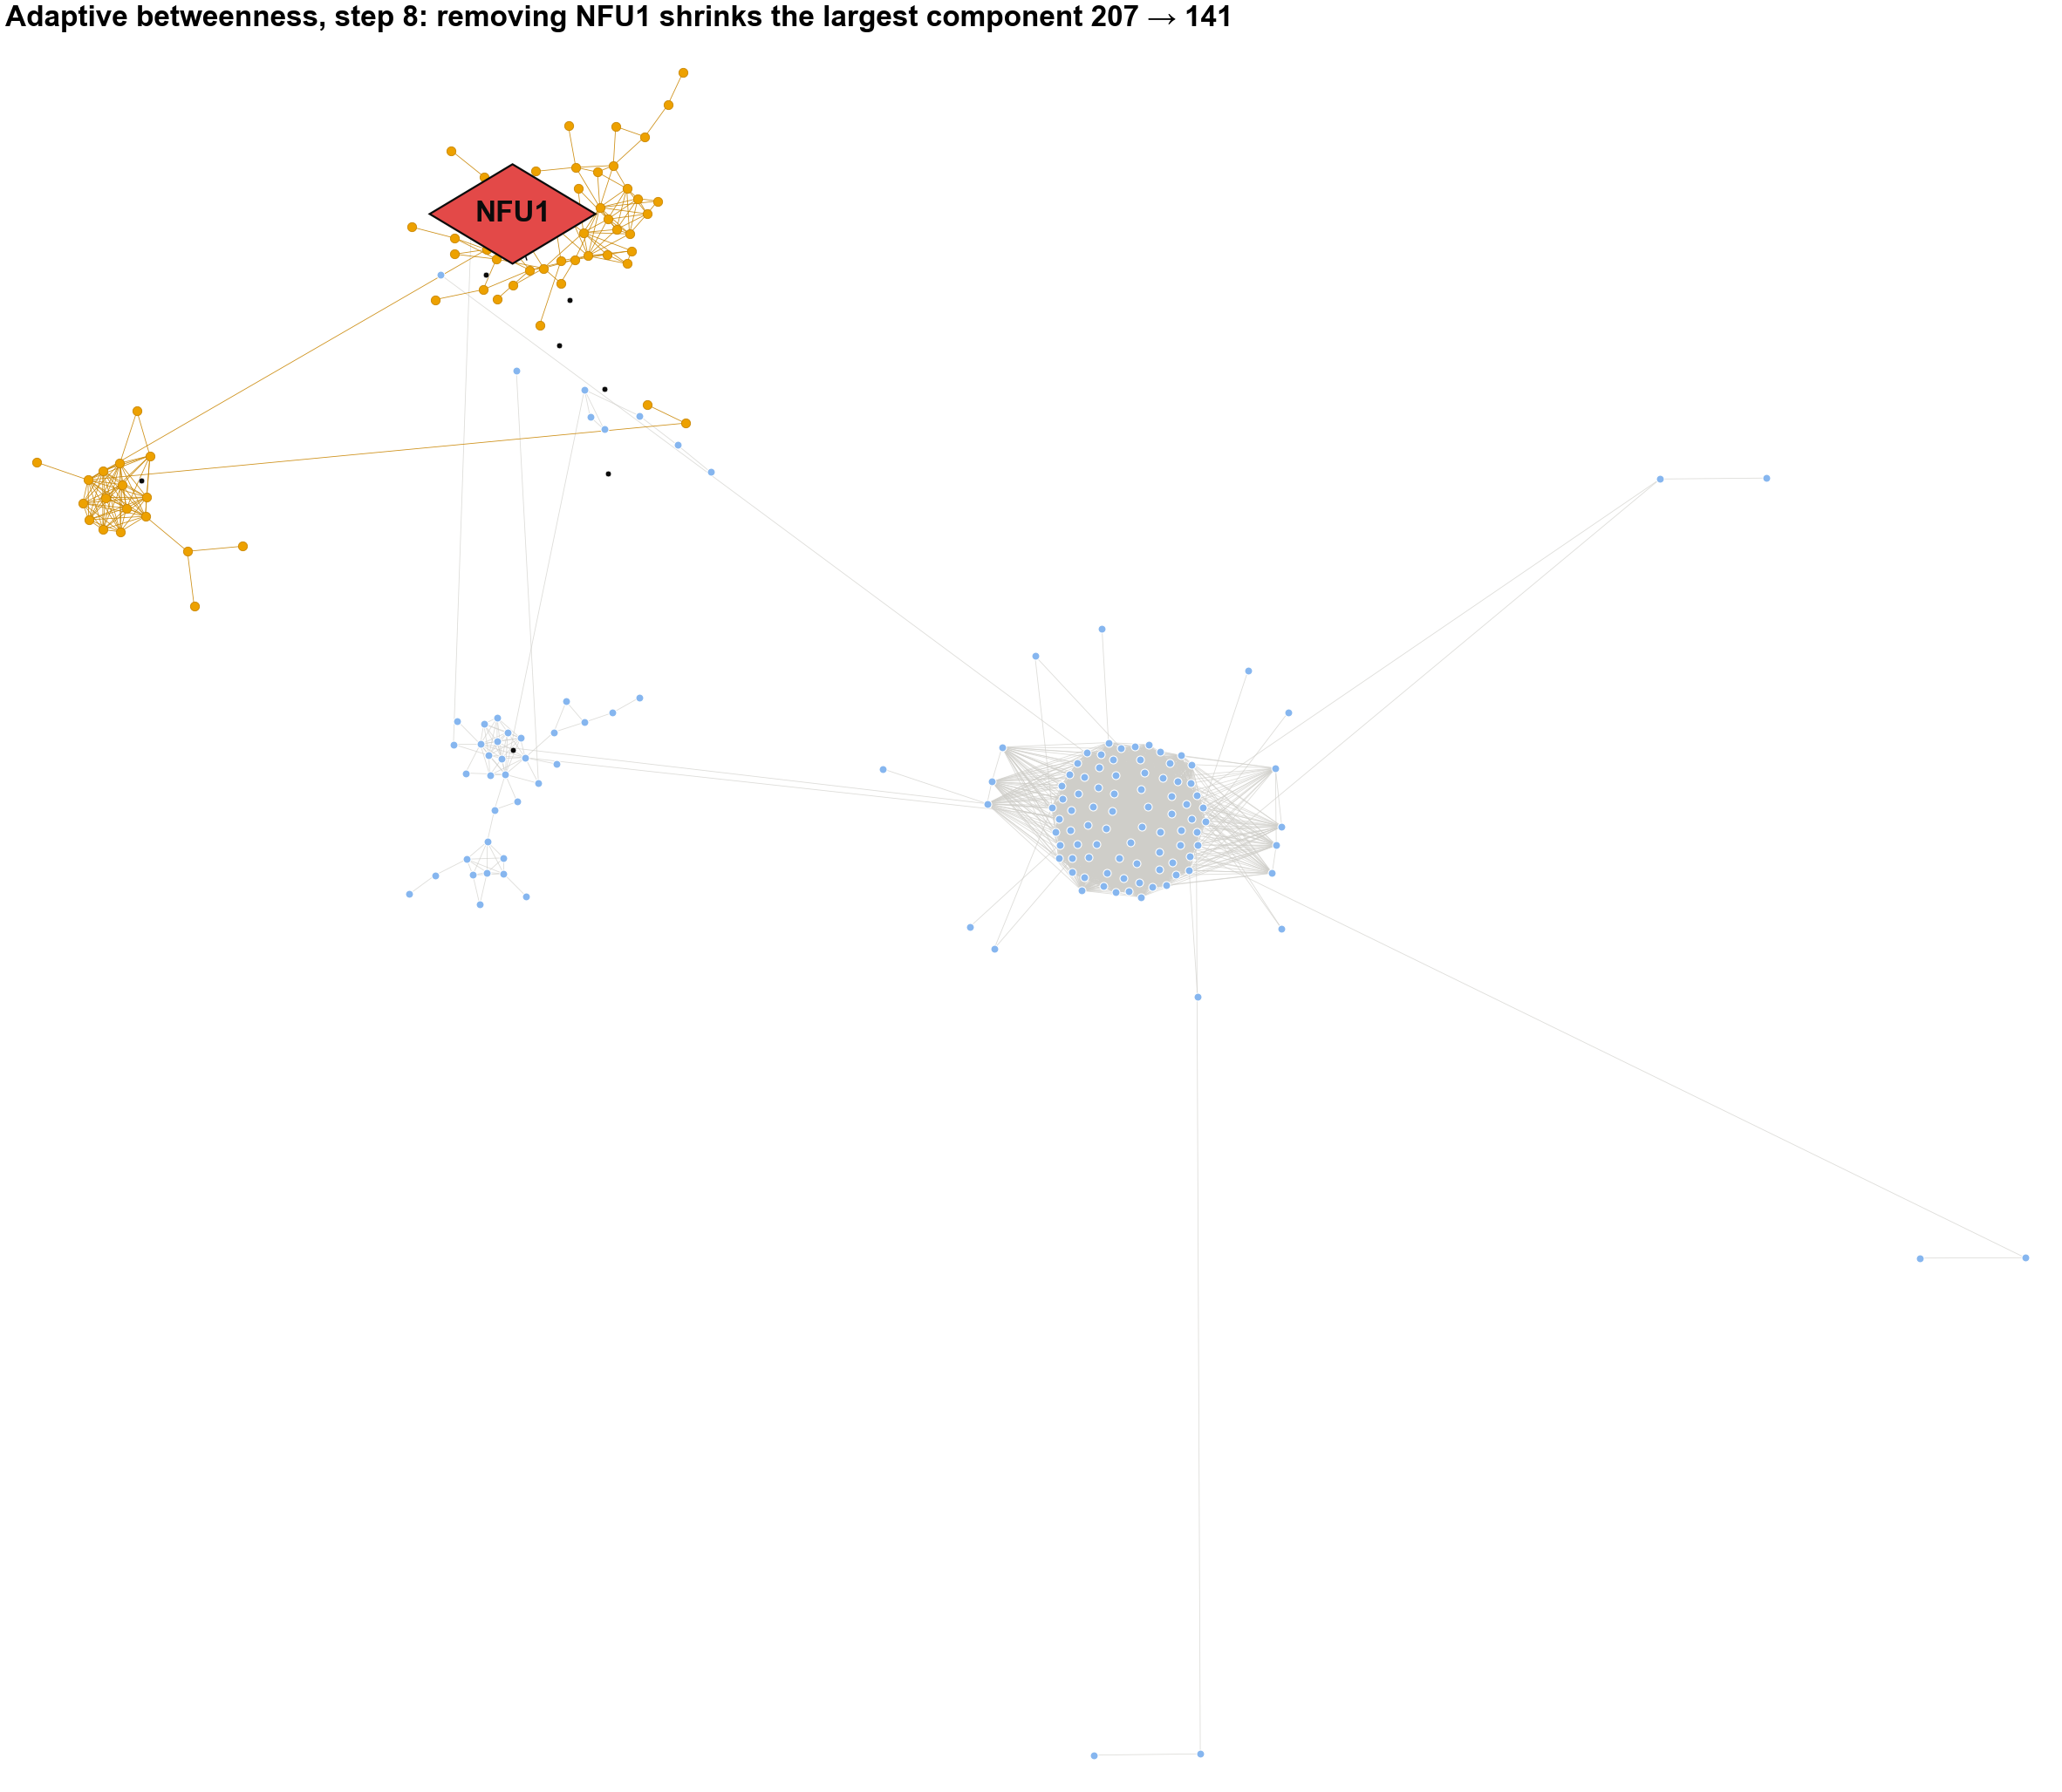 Adaptive betweenness, step 8: removing NFU1 shrinks the largest component 207 → 141
NFU1